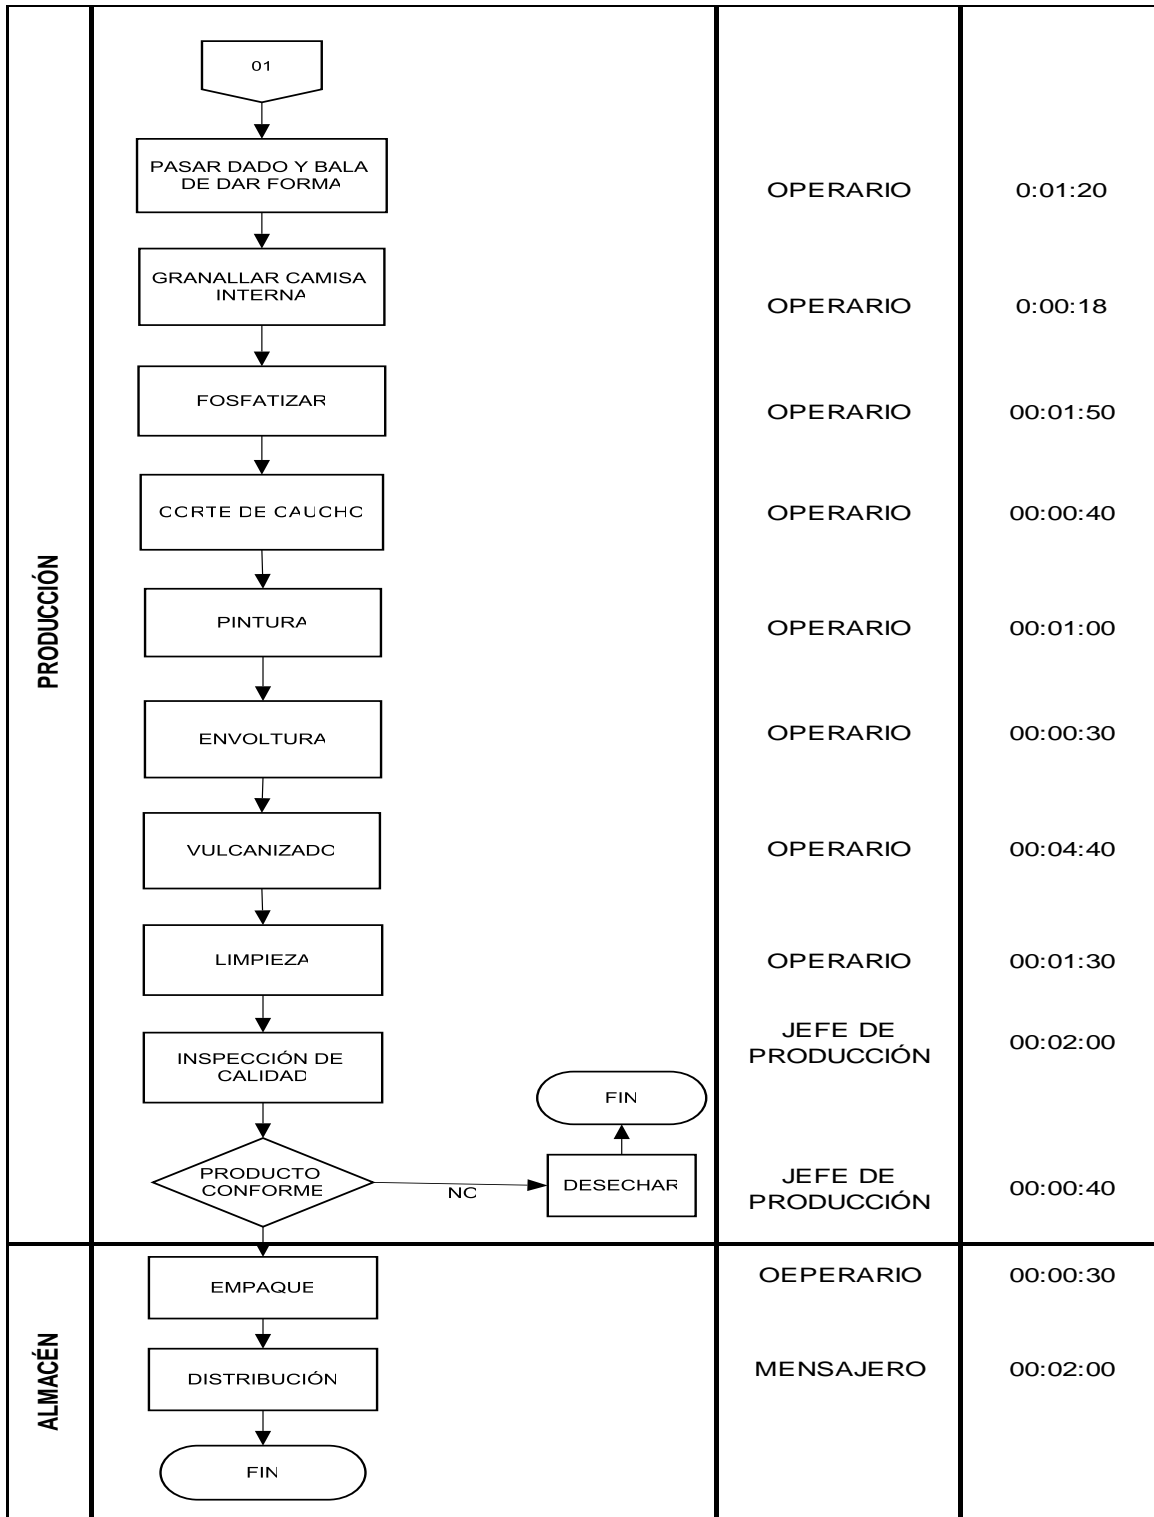 01
PASAR DADO Y BALA
DE DAR FORMA
OPERARIO
0:01:20
GRANALLAR CAMISA
INTERNA
OPERARIO
0:00:18
FOSFATIZAR
OPERARIO
00:01:50
CORTE DE CAUCHO
OPERARIO
00:00:40
PRODUCCIÓN
PINTURA
OPERARIO
00:01:00
ENVOLTURA
OPERARIO
00:00:30
VULCANIZADO
OPERARIO
00:04:40
LIMPIEZA
OPERARIO
00:01:30
INSPECCIÓN DE
CALIDAD
JEFE DE
PRODUCCIÓN
00:02:00
FIN
PRODUCTO
CONFORME
NO
DESECHAR
JEFE DE
PRODUCCIÓN
00:00:40
ALMACÉN
EMPAQUE
OEPERARIO
00:00:30
DISTRIBUCIÓN
MENSAJERO
00:02:00
FIN